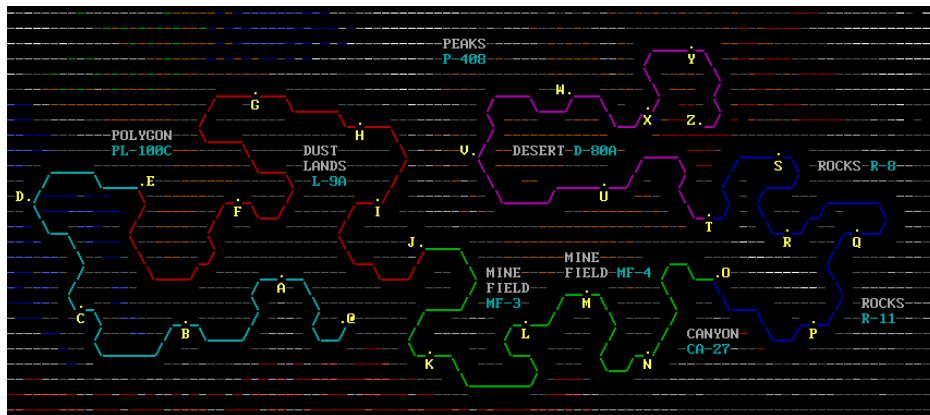 PEAKS
P-408
Y
W.
G
X
Z.
H
POLYGON
PL-100C
DUST
LANDS
L-9A
V.
DESERT D-80A
S
ROCKS R-8
.E
D.
U
F
I
T
R
Q
J.
MINE
FIELD MF-4
MINE
FIELD
MF-3
.O
A
M
C
@
B
L
P
ROCKS
R-11
CANYON
CA-27
K
N